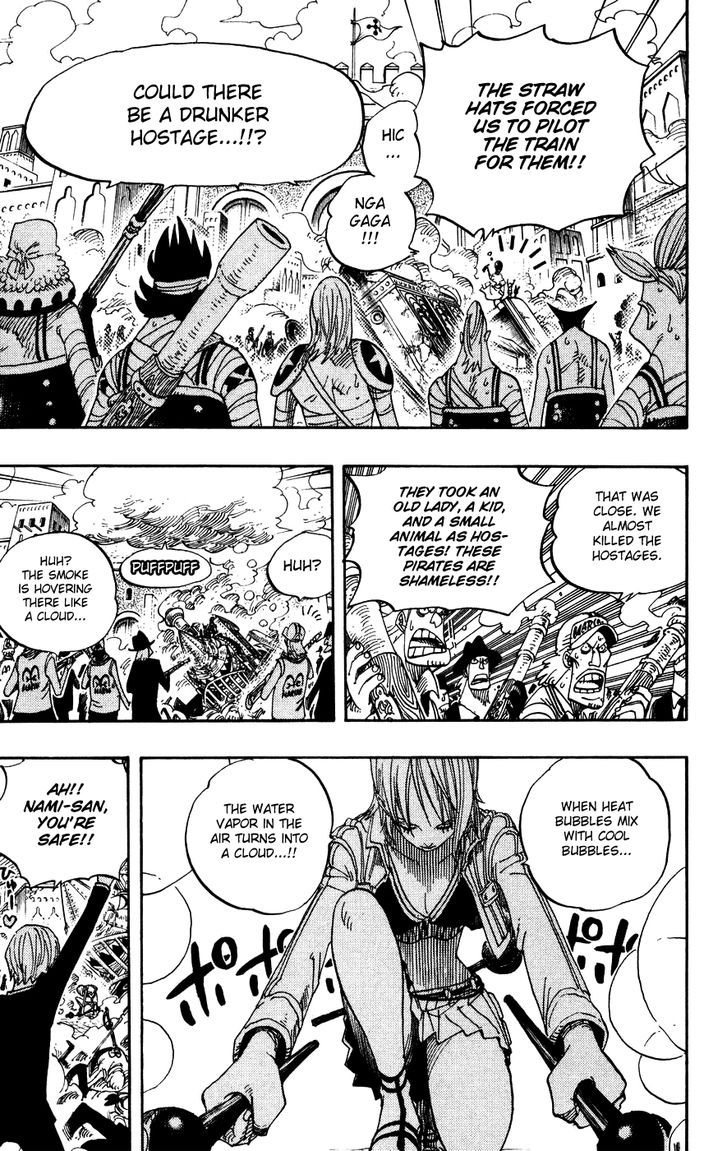 THE STRAW
HATS FORCED
US TO PILOT
THE TRAIN
FOR THEM!!
HIC
...
NGA
GAGA
!!!
COULD THERE
BE A DRUNKER
HOSTAGE...!!?
THAT WAS
CLOSE. WE
ALMOST
KILLED THE
HOSTAGES.
THEY TOOK AN
OLD LADY, A KID,
AND A SMALL
ANIMAL AS HOS-
TAGES! THESE
PIRATES ARE
SHAMELESS!!
HUH?
PUFFPUFF
HUH?
THE SMOKE
IS HOVERING
THERE LIKE
A CLOUD...
WHEN HEAT
BUBBLES MIX
WITH COOL
BUBBLES...
THE WATER
VAPOR IN THE
AIR TURNS INTO
A CLOUD...!!
ポポポ
AH!!
NAMI-SAN,
YOU'RE
SAFE!!